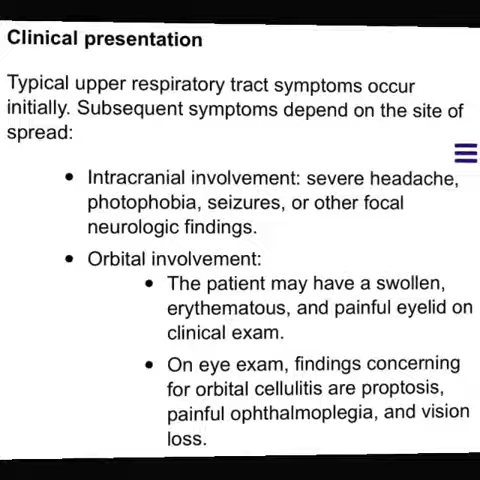 Clinical presentation
Typical upper respiratory tract symptoms occur
initially. Subsequent symptoms depend on the site of
spread:
• Intracranial involvement: severe headache,
photophobia, seizures, or other focal
neurologic findings.
• Orbital involvement:
• The patient may have a swollen,
erythematous, and painful eyelid on
clinical exam.
• On eye exam, findings concerning
for orbital cellulitis are proptosis,
painful ophthalmoplegia, and vision
loss.